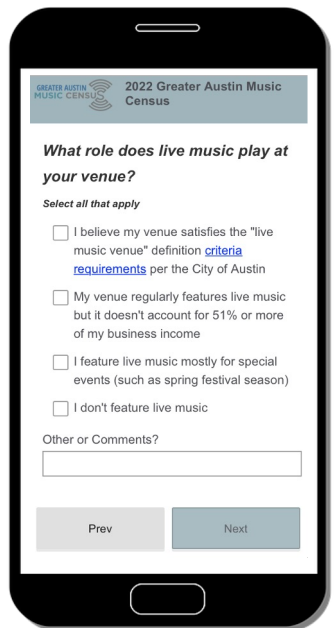 GREATER AUSTIN
MUSIC CENSUS
2022 Greater Austin Music
Census
What role does live music play at
your venue?
Select all that apply
I believe my venue satisfies the "live
music venue" definition criteria
requirements per the City of Austin
My venue regularly features live music
but it doesn't account for 51% or more
of my business income
I feature live music mostly for special
events (such as spring festival season)
I don't feature live music
Other or Comments?
Prev
Next